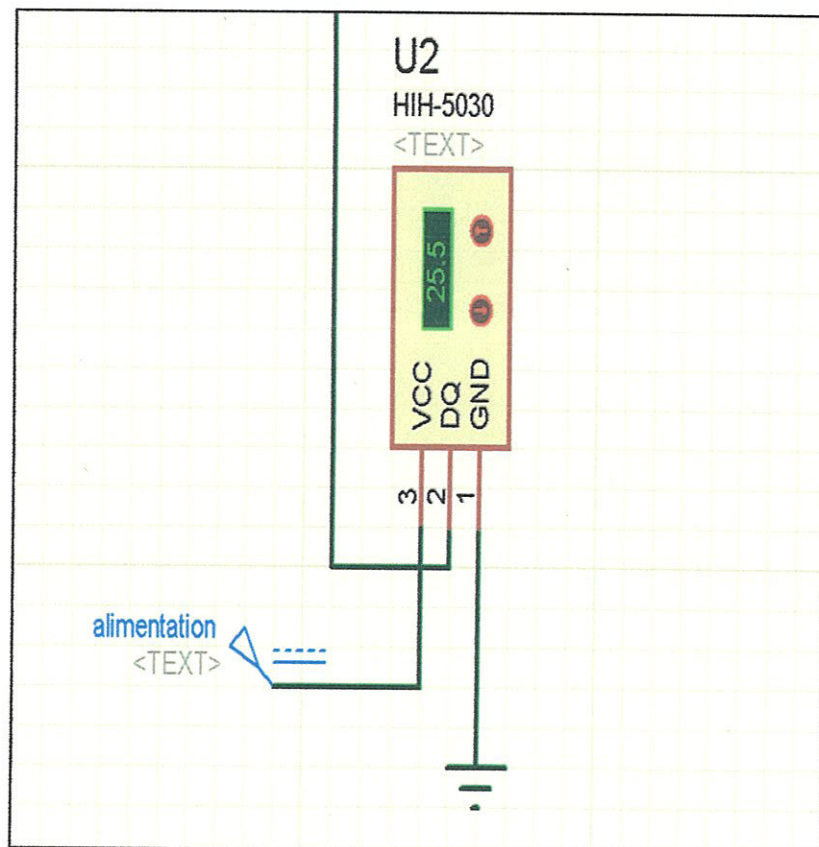 U2
HIH-5030
<TEXT>
25.5
VCC
DQ
GND
3
2
1
alimentation
<TEXT>